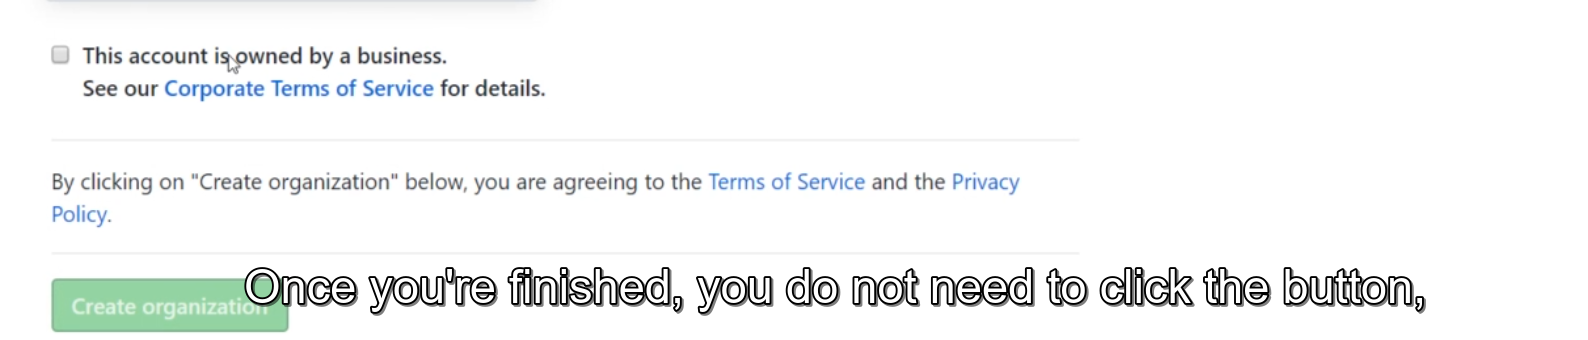 This account is owned by a business.
See our Corporate Terms of Service for details.
By clicking on "Create organization" below, you are agreeing to the Terms of Service and the Privacy
Policy.
Once you're finished, you do not need to click the button,
Create organization